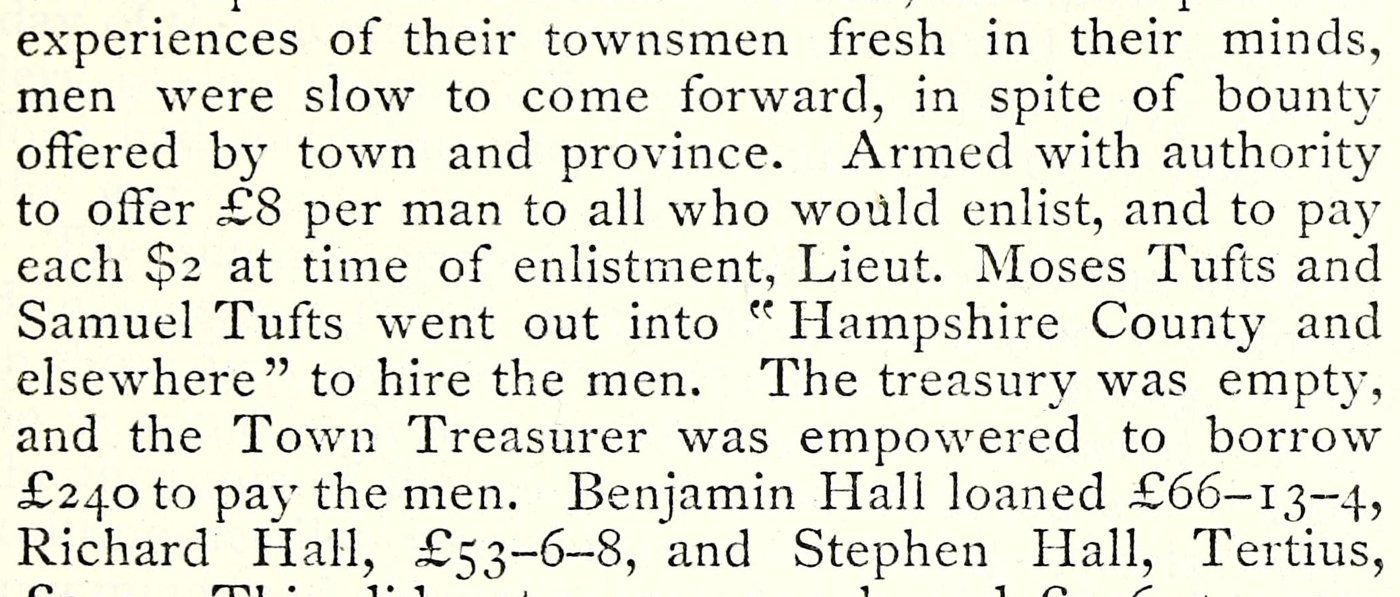 experiences of their townsmen fresh in their minds,
men were slow to come forward, in spite of bounty
offered by town and province. Armed with authority
to offer £8 per man to all who would enlist, and to pay
each $2 at time of enlistment, Lieut. Moses Tufts and
Samuel Tufts went out into “Hampshire County and
elsewhere” to hire the men. The treasury was empty,
and the Town Treasurer was empowered to borrow
£240 to pay the men. Benjamin Hall loaned £66–13–4,
Richard Hall, £53–6–8, and Stephen Hall, Tertius,